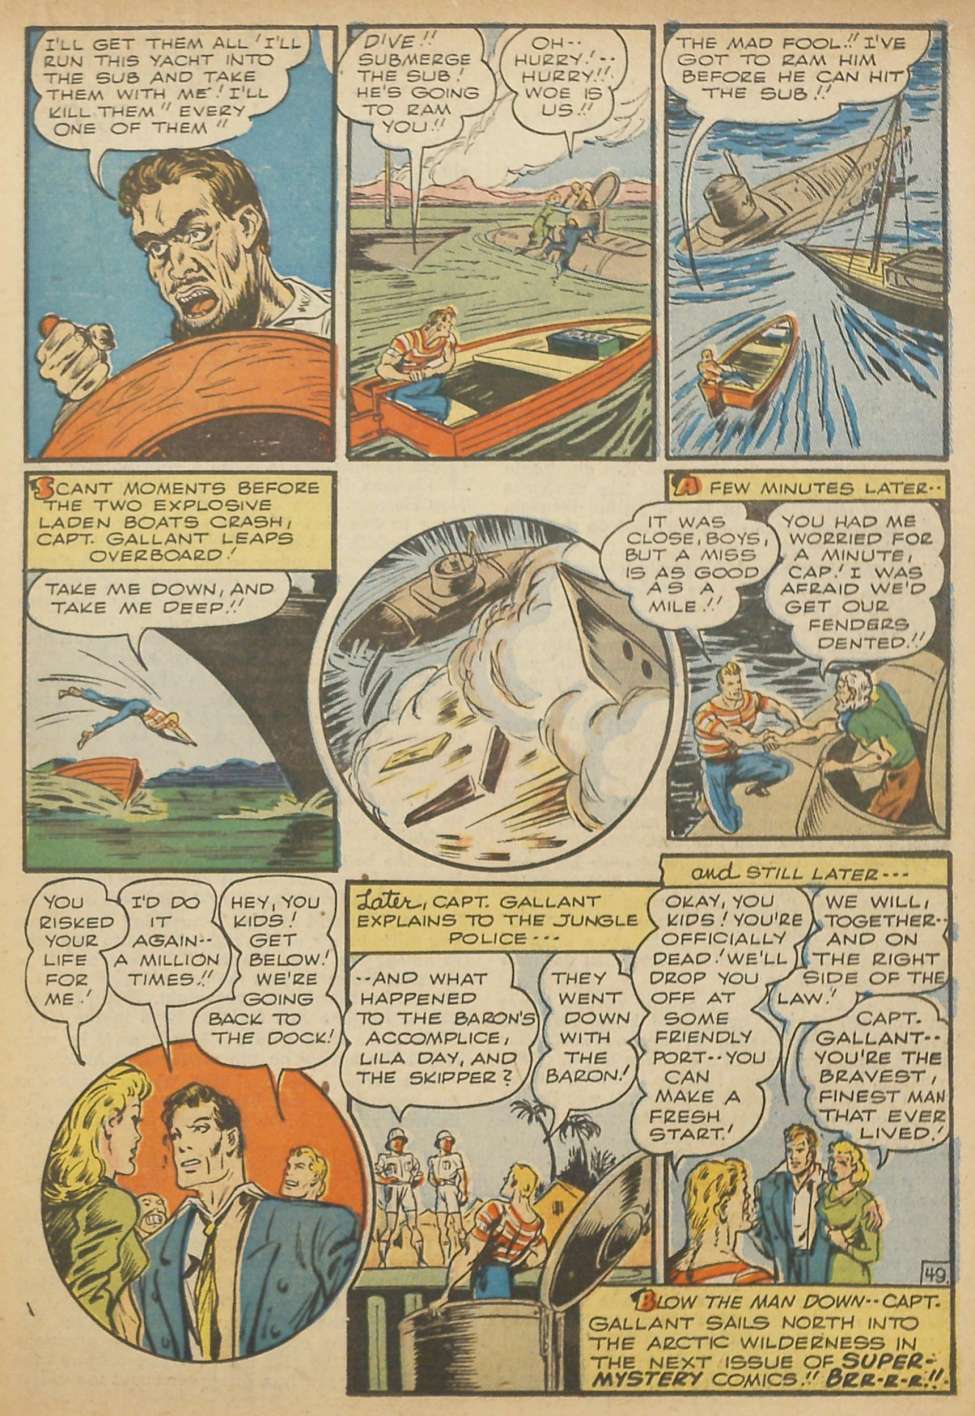 I'LL GET THEM ALL! I'LL
RUN THIS YACHT INTO
THE SUB AND TAKE
THEM WITH ME! I'LL
KILL THEM!! EVERY
ONE OF THEM!!
DIVE!!
SUBMERGE
THE SUB!
HE'S GOING
TO RAM
YOU!!
OH--
HURRY!--
HURRY!!
WOE IS
US!!
THE MAD FOOL!! I'VE
GOT TO RAM HIM
BEFORE HE CAN HIT
THE SUB!!
SCANT MOMENTS BEFORE
THE TWO EXPLOSIVE
LADEN BOATS CRASH,
CAPT. GALLANT LEAPS
OVERBOARD!
TAKE ME DOWN, AND
TAKE ME DEEP!!
A FEW MINUTES LATER--
IT WAS
CLOSE, BOYS,
BUT A MISS
IS AS GOOD
AS A
MILE!!
YOU HAD ME
WORRIED FOR
A MINUTE,
CAP! I WAS
AFRAID WE'D
GET OUR
FENDERS
DENTED!!
YOU
RISKED
YOUR
LIFE
FOR
ME!
I'D DO
IT
AGAIN--
A MILLION
TIMES!!
HEY, YOU
KIDS!
GET
BELOW!
WE'RE
GOING
BACK TO
THE DOCK!
Later, CAPT. GALLANT
EXPLAINS TO THE JUNGLE
POLICE---
--AND WHAT
HAPPENED
TO THE BARON'S
ACCOMPLICE,
LILA DAY, AND
THE SKIPPER?
THEY
WENT
DOWN
WITH
THE
BARON!
and STILL LATER---
OKAY, YOU
KIDS! YOU'RE
OFFICIALLY
DEAD! WE'LL
DROP YOU
OFF AT
SOME
FRIENDLY
PORT--YOU
CAN
MAKE A
FRESH
START!
WE WILL,
TOGETHER--
AND ON
THE RIGHT
SIDE OF THE
LAW!
CAPT.
GALLANT--
YOU'RE THE
BRAVEST,
FINEST MAN
THAT EVER
LIVED!
49
BLOW THE MAN DOWN--CAPT.
GALLANT SAILS NORTH INTO
THE ARCTIC WILDERNESS IN
THE NEXT ISSUE OF SUPER-
MYSTERY COMICS!! BRR-R-R!!